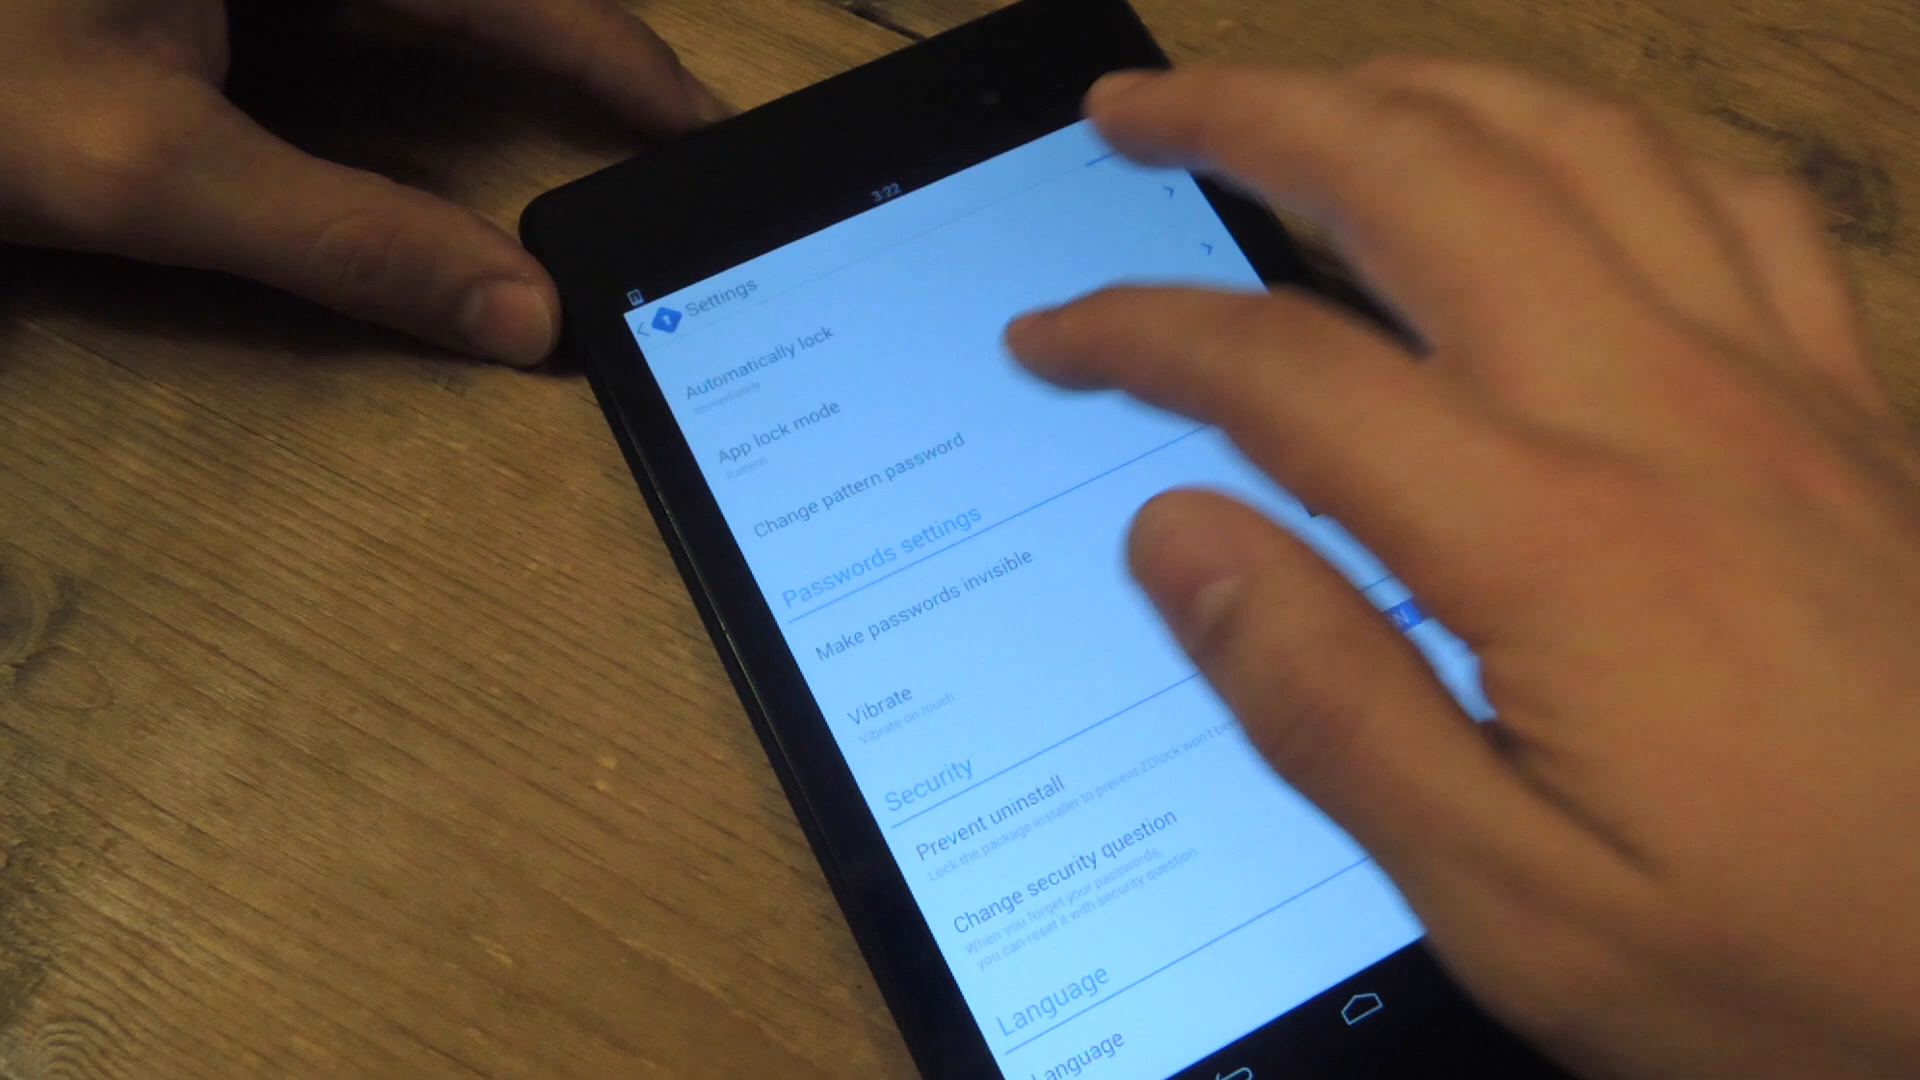 3:22
Settings
Automatically lock
Immediately
App lock mode
Pattern
Change pattern password
Passwords settings
Make passwords invisible
Vibrate
Vibrate on touch
Security
Prevent uninstall
Lock the package installer to prevent ZDlock won't be
Change security question
When you forget your passwords,
you can reset it with security question.
Language
Language